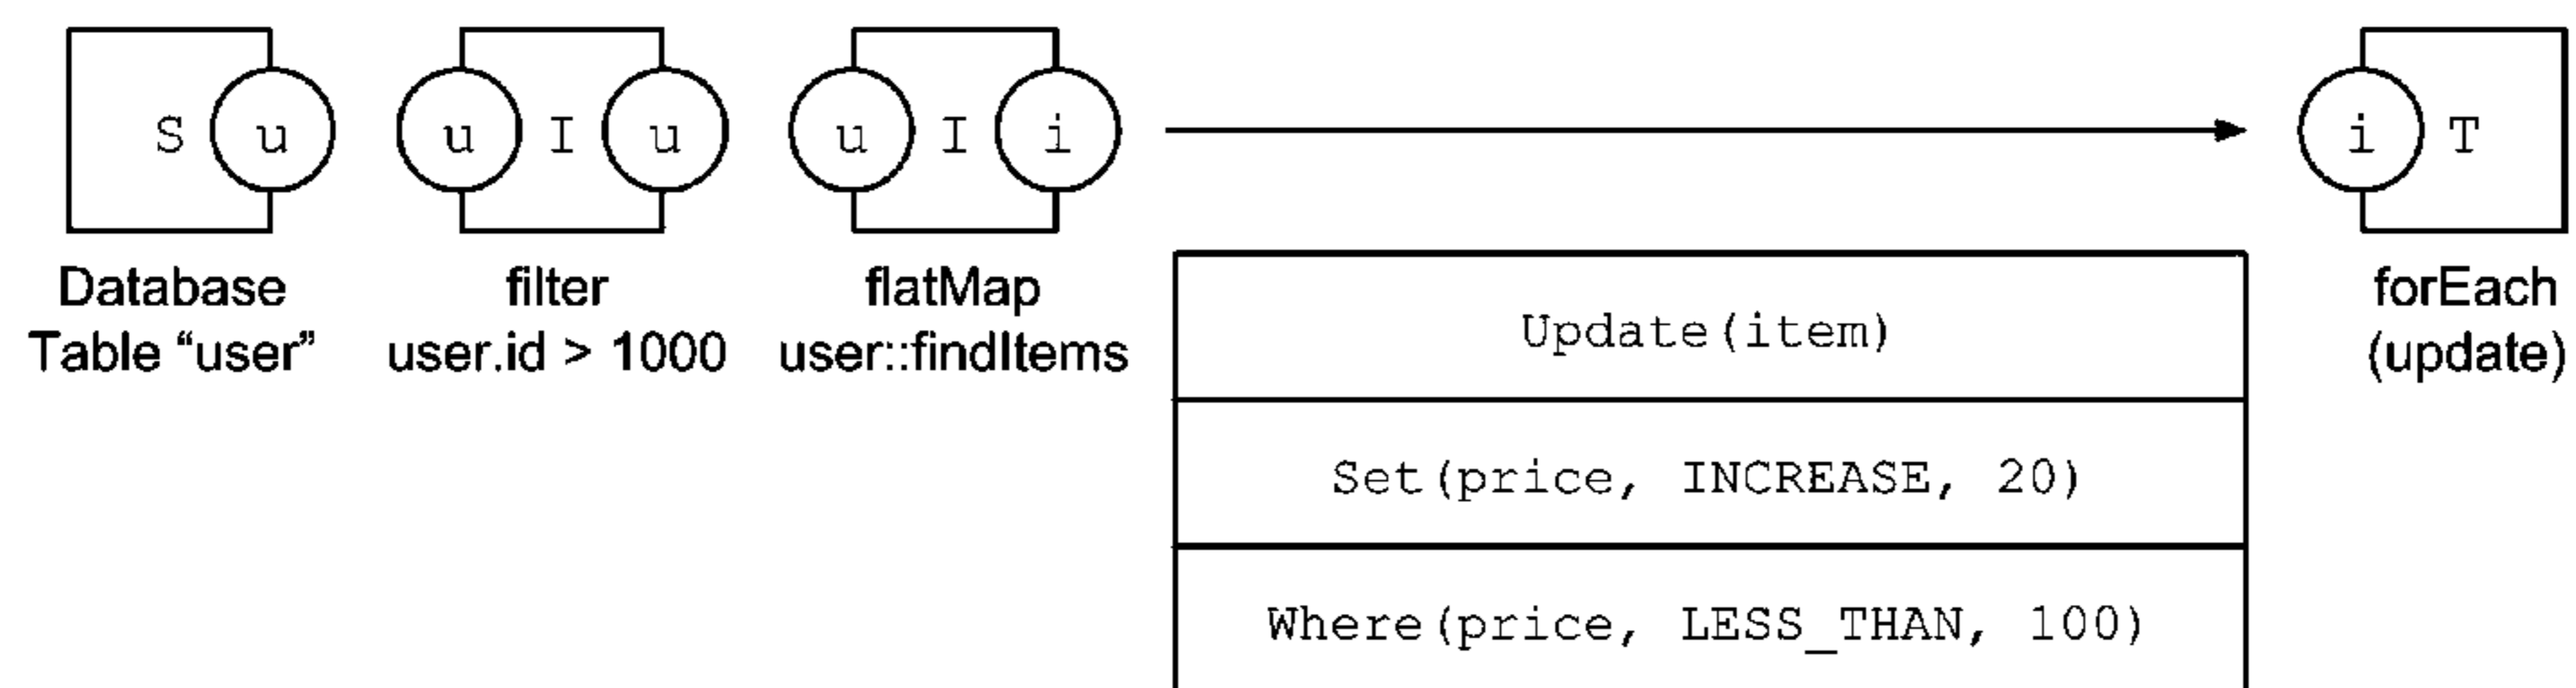 S u u I u u I i i T
Database
Table “user”
filter
user.id > 1000
flatMap
user::findItems
forEach
(update)
Update(item)
Set(price, INCREASE, 20)
Where(price, LESS_THAN, 100)